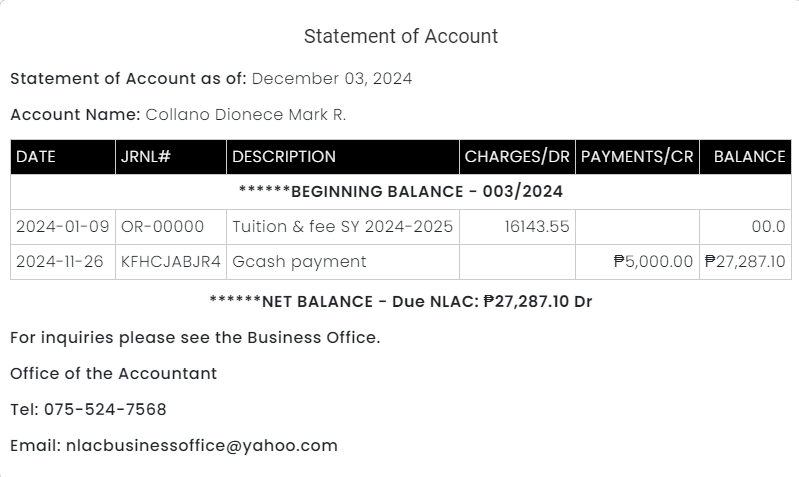 Statement of Account
Statement of Account as of: December 03, 2024
Account Name: Collano Dionece Mark R.
DATE JRNL# DESCRIPTION CHARGES/DR PAYMENTS/CR BALANCE
******BEGINNING BALANCE - 003/2024
2024-01-09 OR-00000 Tuition & fee SY 2024-2025 16143.55 00.0
2024-11-26 KFHCJABJR4 Gcash payment ₱5,000.00 ₱27,287.10
******NET BALANCE - Due NLAC: ₱27,287.10 Dr
For inquiries please see the Business Office.
Office of the Accountant
Tel: 075-524-7568
Email: nlacbusinessoffice@yahoo.com